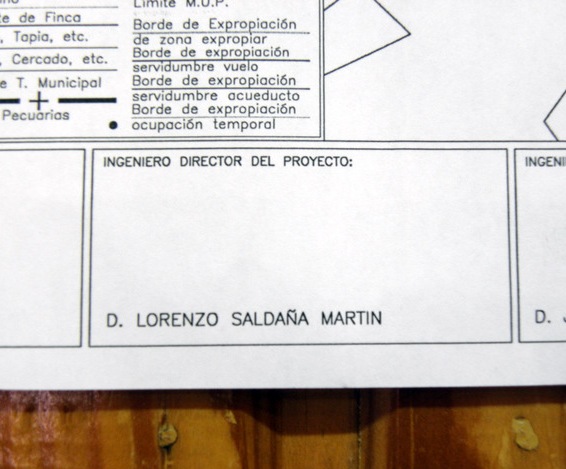 Límite M.O.P.
te de Finca
, Tapia, etc.
, Cercado, etc.
e T. Municipal
Pecuarias
Borde de Expropiación
de zona expropiar
Borde de expropiación
servidumbre vuelo
Borde de expropiación
servidumbre acueducto
Borde de expropiación
ocupación temporal
INGENIERO DIRECTOR DEL PROYECTO:
D. LORENZO SALDAÑA MARTIN
INGENI
D.